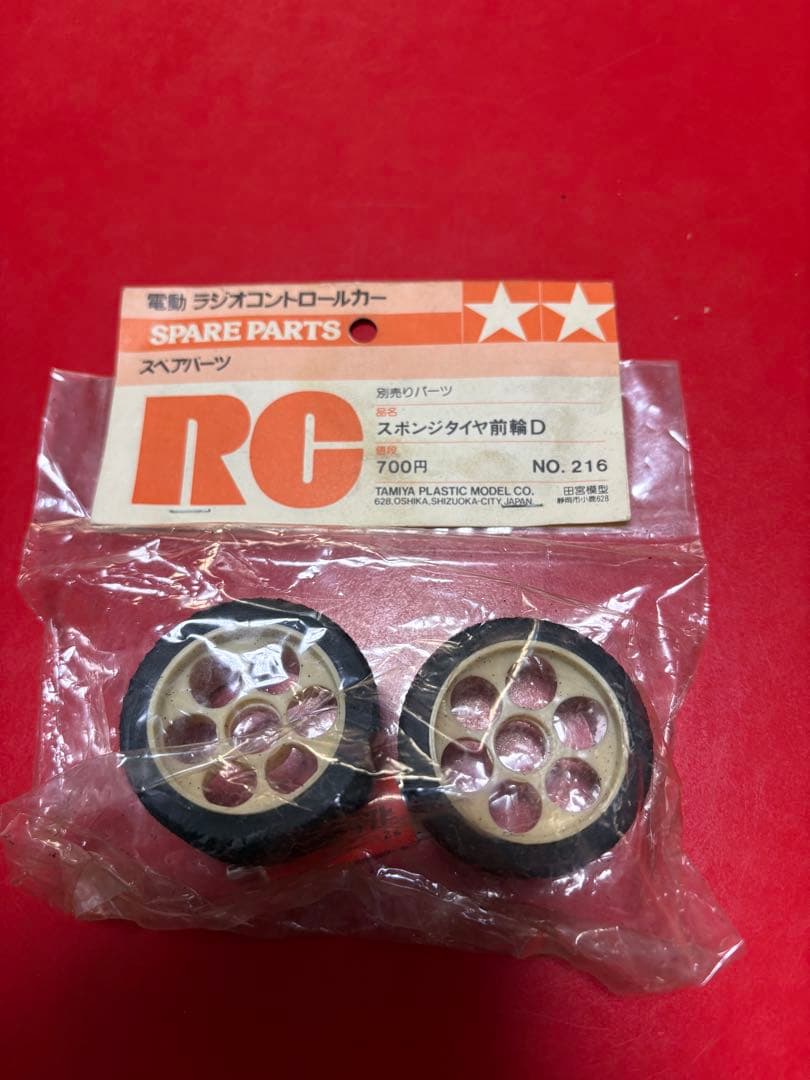 電動 ラジオコントロールカー
SPARE PARTS
スペアパーツ
RC
別売りパーツ
品名
スポンジタイヤ前輪D
値段
700円 NO. 216
TAMIYA PLASTIC MODEL CO. 田宮模型
628, OSHIKA, SHIZUOKA-CITY, JAPAN 静岡市小鹿628